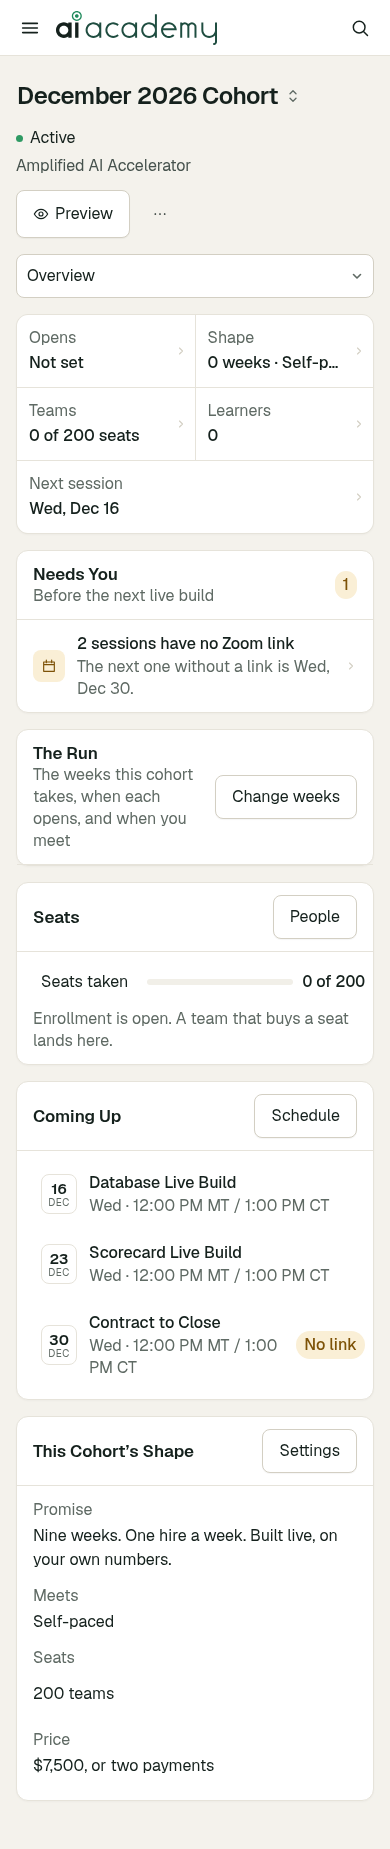 ai academy
December 2026 Cohort
Active
Amplified AI Accelerator
Preview
···
Overview
Opens
Not set
Shape
0 weeks · Self-p...
Teams
0 of 200 seats
Learners
0
Next session
Wed, Dec 16
Needs You
Before the next live build
1
2 sessions have no Zoom link
The next one without a link is Wed,
Dec 30.
The Run
The weeks this cohort
takes, when each
opens, and when you
meet
Change weeks
Seats
People
Seats taken
0 of 200
Enrollment is open. A team that buys a seat
lands here.
Coming Up
Schedule
16
DEC
Database Live Build
Wed · 12:00 PM MT / 1:00 PM CT
23
DEC
Scorecard Live Build
Wed · 12:00 PM MT / 1:00 PM CT
30
DEC
Contract to Close
Wed · 12:00 PM MT / 1:00
PM CT
No link
This Cohort’s Shape
Settings
Promise
Nine weeks. One hire a week. Built live, on
your own numbers.
Meets
Self-paced
Seats
200 teams
Price
$7,500, or two payments